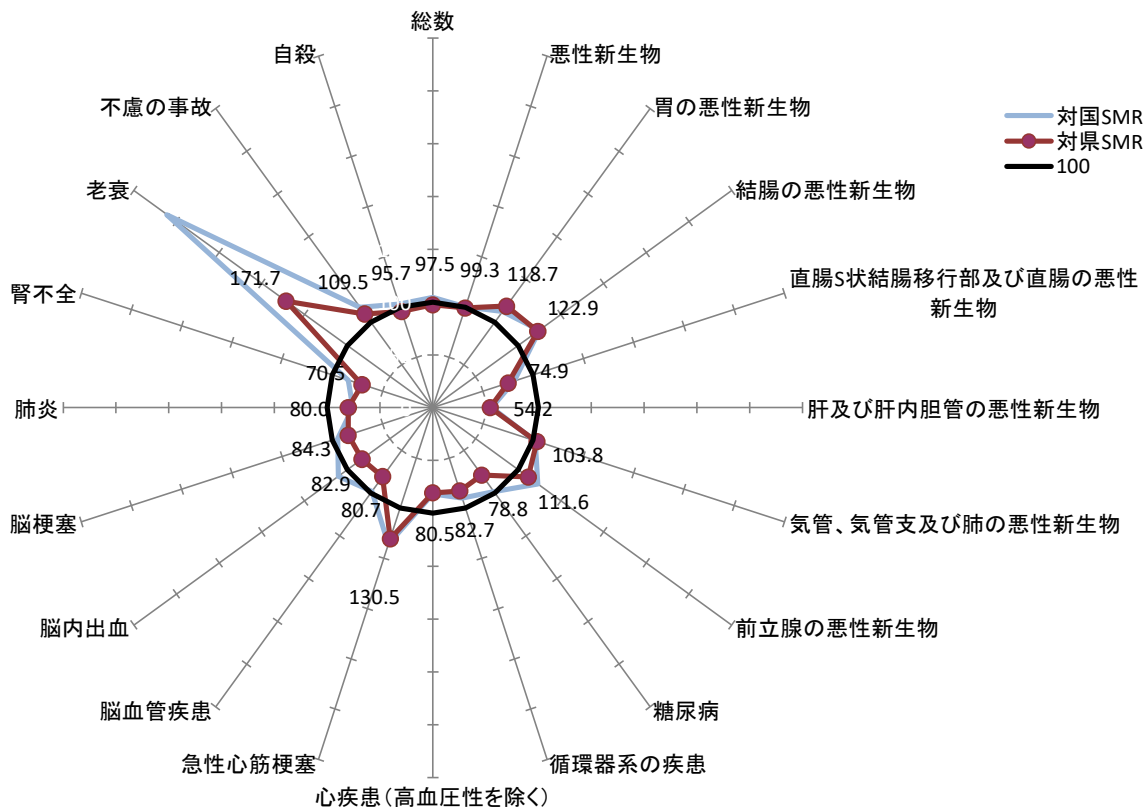 総数
悪性新生物
胃の悪性新生物
結腸の悪性新生物
直腸S状結腸移行部及び直腸の悪性
新生物
肝及び肝内胆管の悪性新生物
気管、気管支及び肺の悪性新生物
前立腺の悪性新生物
糖尿病
循環器系の疾患
心疾患(高血圧性を除く)
急性心筋梗塞
脳血管疾患
脳内出血
脳梗塞
肺炎
腎不全
老衰
不慮の事故
自殺
対国SMR
対県SMR
100
97.5
99.3
118.7
122.9
74.9
54.2
103.8
111.6
78.8
82.7
80.5
130.5
80.7
82.9
84.3
80.0
70.5
171.7
109.5
95.7
100